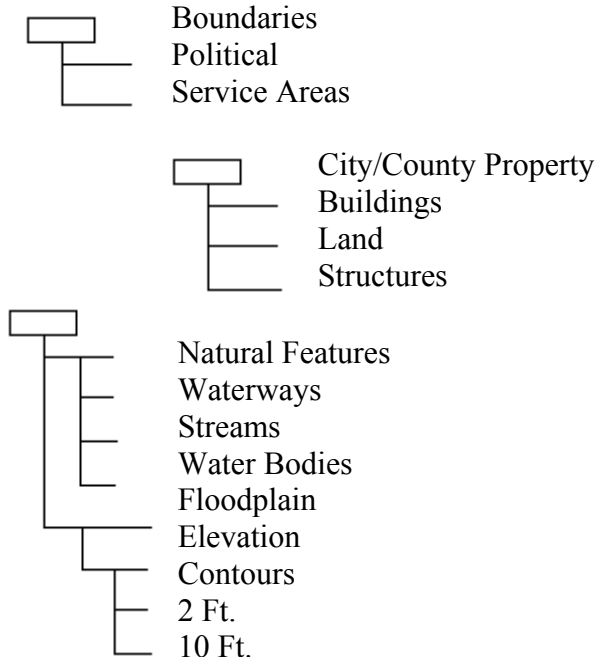 Boundaries
Political
Service Areas
City/County Property
Buildings
Land
Structures
Natural Features
Waterways
Streams
Water Bodies
Floodplain
Elevation
Contours
2 Ft.
10 Ft.